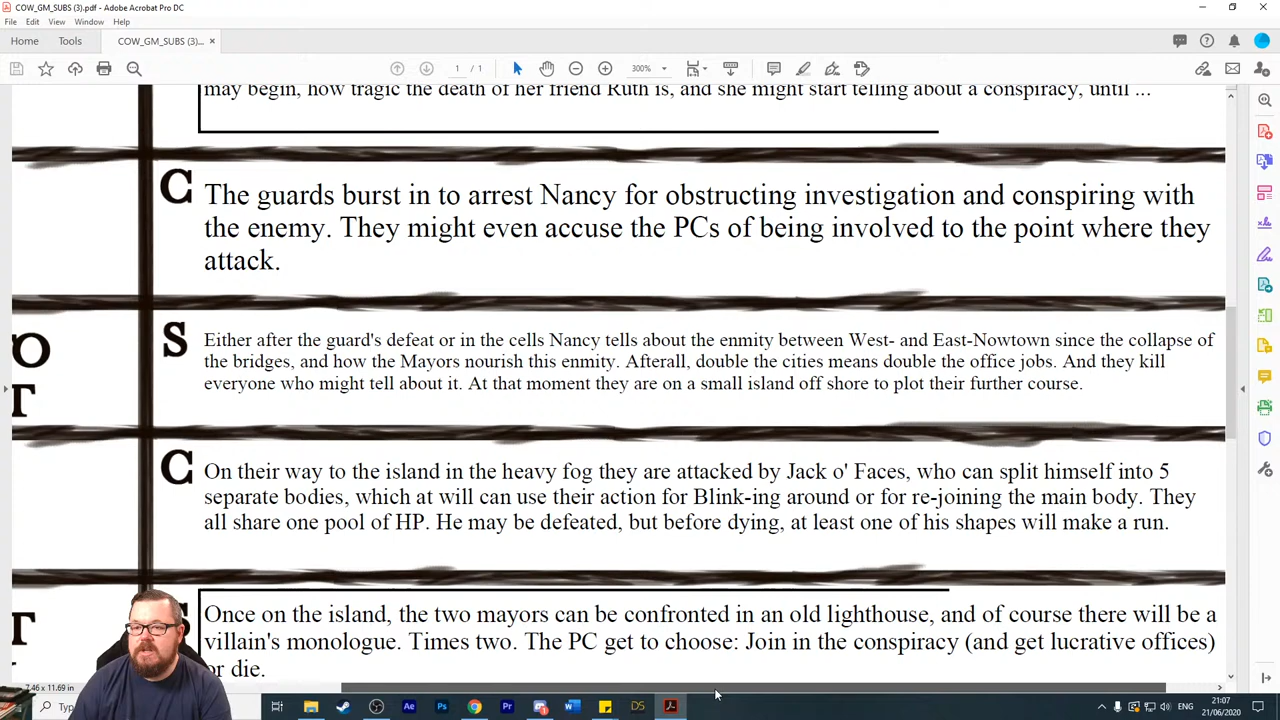 COW_GM_SUBS (3).pdf - Adobe Acrobat Pro DC
File Edit View Window Help
Home Tools COW_GM_SUBS (3)... ×
1 / 1 300%
may begin, how tragic the death of her friend Ruth is, and she might start telling about a conspiracy, until ...
C The guards burst in to arrest Nancy for obstructing investigation and conspiring with
the enemy. They might even accuse the PCs of being involved to the point where they
attack.
O
T
S Either after the guard's defeat or in the cells Nancy tells about the enmity between West- and East-Nowtown since the collapse of
the bridges, and how the Mayors nourish this enmity. Afterall, double the cities means double the office jobs. And they kill
everyone who might tell about it. At that moment they are on a small island off shore to plot their further course.
C On their way to the island in the heavy fog they are attacked by Jack o' Faces, who can split himself into 5
separate bodies, which at will can use their action for Blink-ing around or for re-joining the main body. They
all share one pool of HP. He may be defeated, but before dying, at least one of his shapes will make a run.
T
Once on the island, the two mayors can be confronted in an old lighthouse, and of course there will be a
villain's monologue. Times two. The PC get to choose: Join in the conspiracy (and get lucrative offices)
or die.
7.46 x 11.69 in
Typ
Ae Ps Pr W DS
ENG
21:07
21/06/2020